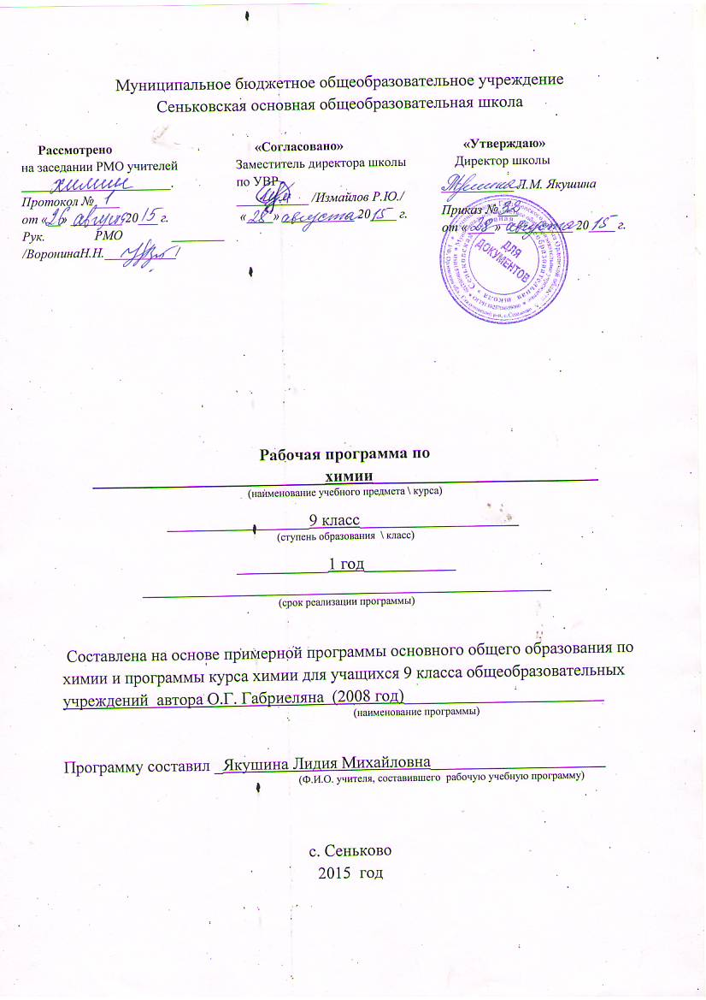 Муниципальное бюджетное общеобразовательное учреждение
Сеньковская основная общеобразовательная школа
Рассмотрено
на заседании РМО учителей
химии.
Протокол № 1
от «26» августа 2015 г.
Рук. РМО
/ВоронинаН.Н.
«Согласовано»
Заместитель директора школы
по УВР
/Измайлов Р.Ю./
«28» августа 2015 г.
«Утверждаю»
Директор школы
Л.М. Якушина
Приказ № 28
от «28» августа 2015 г.
ДЛЯ
ДОКУМЕНТОВ
Рабочая программа по
химии
(наименование учебного предмета \ курса)
9 класс
(ступень образования \ класс)
1 год
(срок реализации программы)
Составлена на основе примерной программы основного общего образования по
химии и программы курса химии для учащихся 9 класса общеобразовательных
учреждений автора О.Г. Габриеляна (2008 год)
(наименование программы)
Программу составил Якушина Лидия Михайловна
(Ф.И.О. учителя, составившего рабочую учебную программу)
с. Сеньково
2015 год